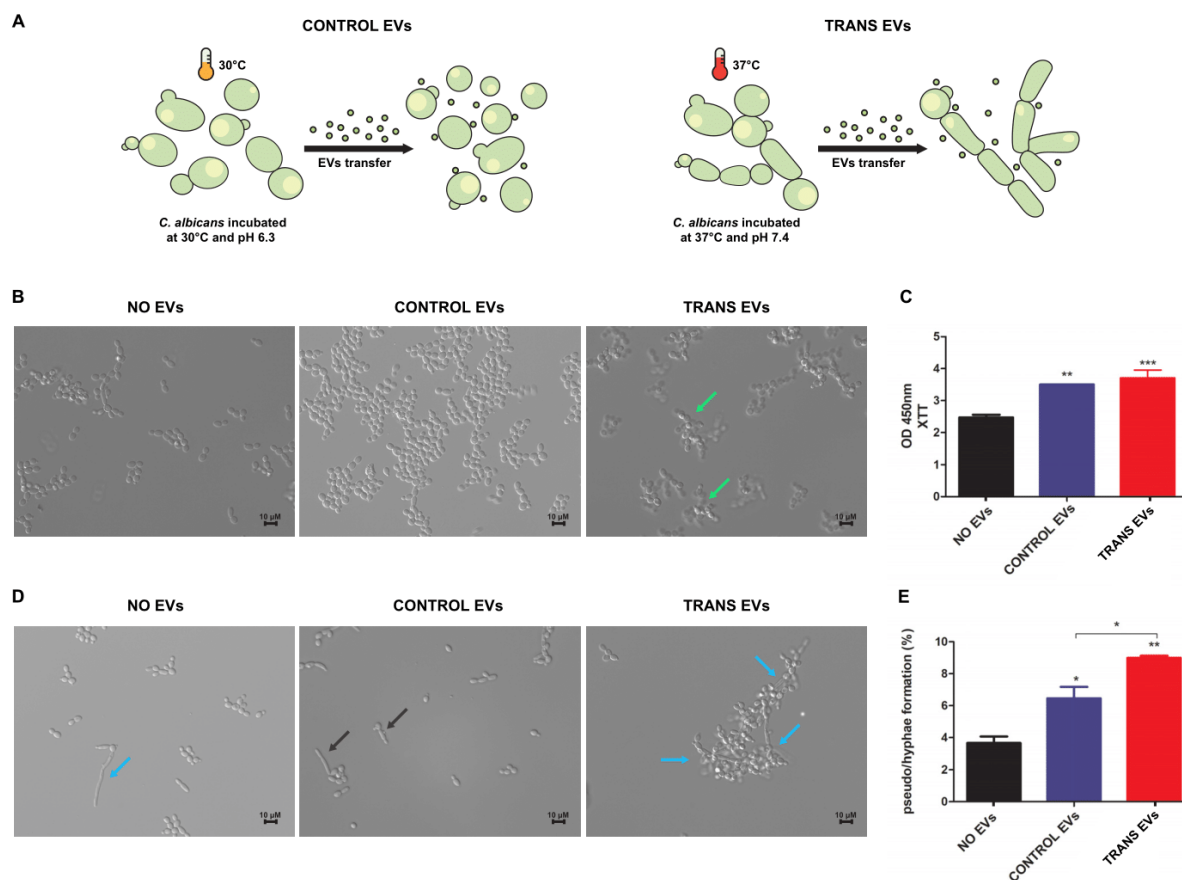 A
CONTROL EVs
TRANS EVs
30°C
37°C
EVs transfer
EVs transfer
C. albicans incubated
at 30°C and pH 6.3
C. albicans incubated
at 37°C and pH 7.4
B
NO EVs
CONTROL EVs
TRANS EVs
10 µM
10 µM
10 µM
C
OD 450nm
XTT
5
4
3
2
1
0
**
***
NO EVs
CONTROL EVs
TRANS EVs
D
NO EVs
CONTROL EVs
TRANS EVs
10 µM
10 µM
10 µM
E
pseudo/hyphae formation (%)
10
8
6
4
2
0
*
*
**
NO EVs
CONTROL EVs
TRANS EVs